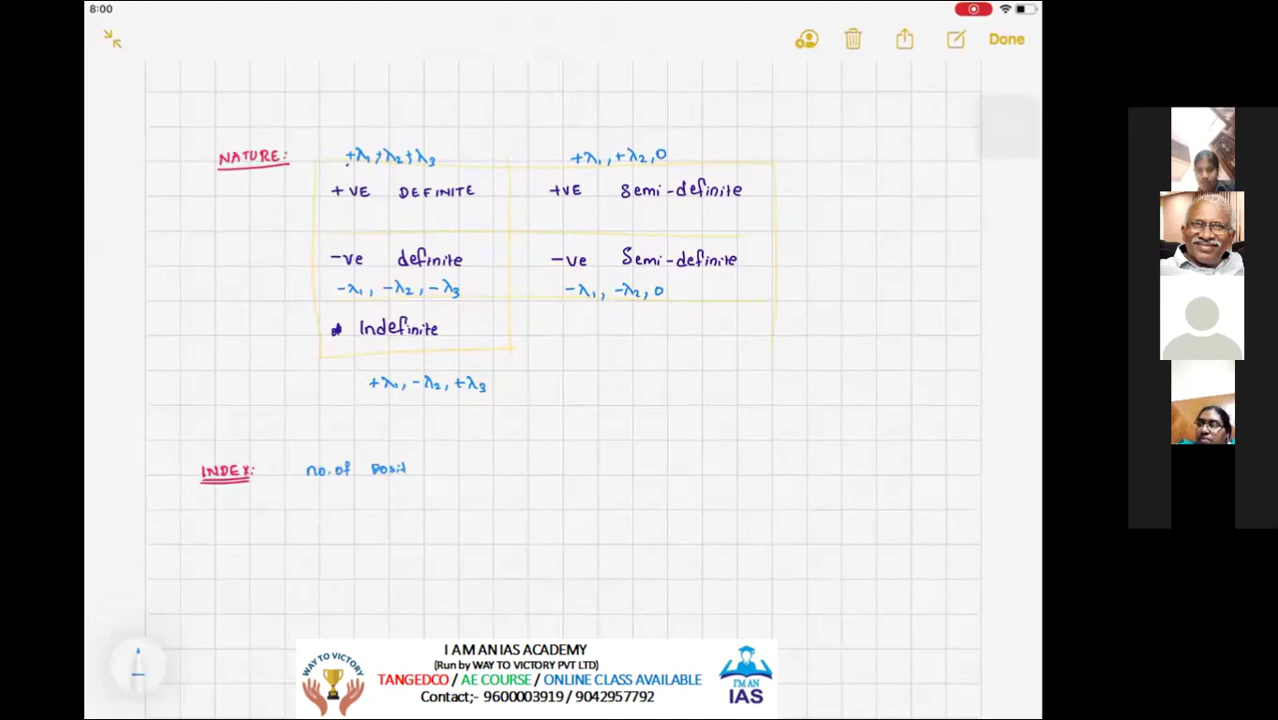 8:00
Done
NATURE: +λ1, +λ2, +λ3 +λ1, +λ2, 0
+VE DEFINITE +VE Semi-definite
-ve definite -ve Semi-definite
-λ1, -λ2, -λ3 -λ1, -λ2, 0
Indefinite
+λ1, -λ2, +λ3
INDEX: no. of Posit
I AM AN IAS ACADEMY
(Run by WAY TO VICTORY PVT LTD)
TANGEDCO / AE COURSE / ONLINE CLASS AVAILABLE
Contact;- 9600003919 / 9042957792
WAY TO VICTORY
I'M AN
IAS